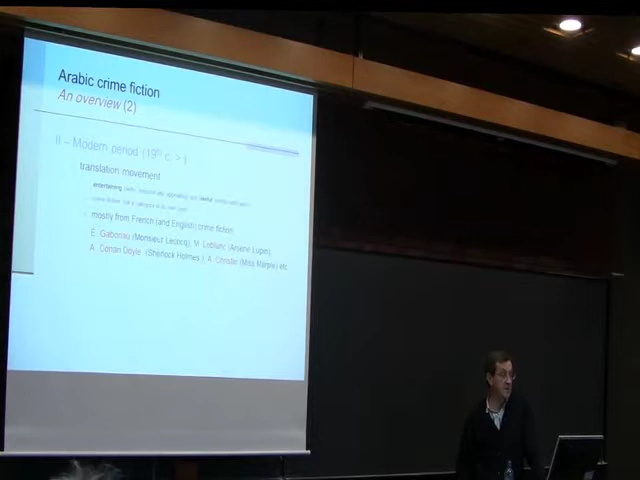 Arabic crime fiction
An overview (2)
II – Modern period (19th c. > )
translation movement
entertaining
mostly from French (and English) crime fiction
É. Gaboriau (Monsieur Lecocq), M. Leblanc (Arsène Lupin),
A. Conan Doyle (Sherlock Holmes), A. Christie (Miss Marple) etc.